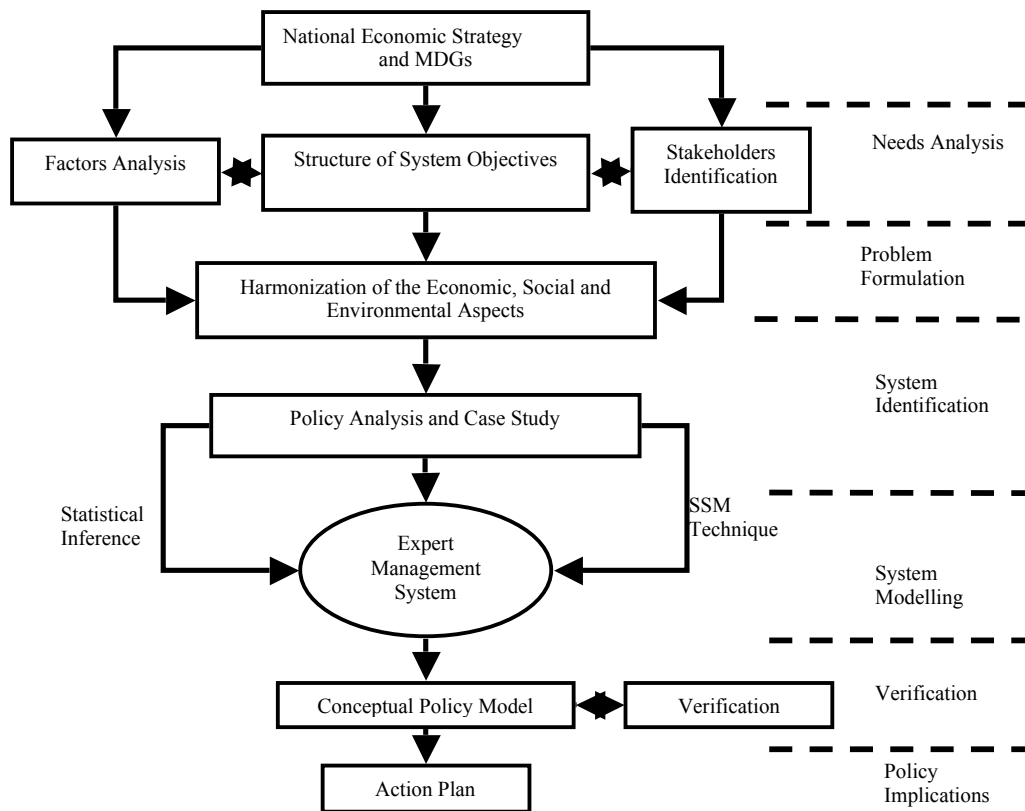 National Economic Strategy
and MDGs
Needs Analysis
Factors Analysis
Structure of System Objectives
Stakeholders
Identification
Problem
Formulation
Harmonization of the Economic, Social and
Environmental Aspects
System
Identification
Policy Analysis and Case Study
Statistical
Inference
SSM
Technique
Expert
Management
System
System
Modelling
Conceptual Policy Model
Verification
Verification
Action Plan
Policy
Implications